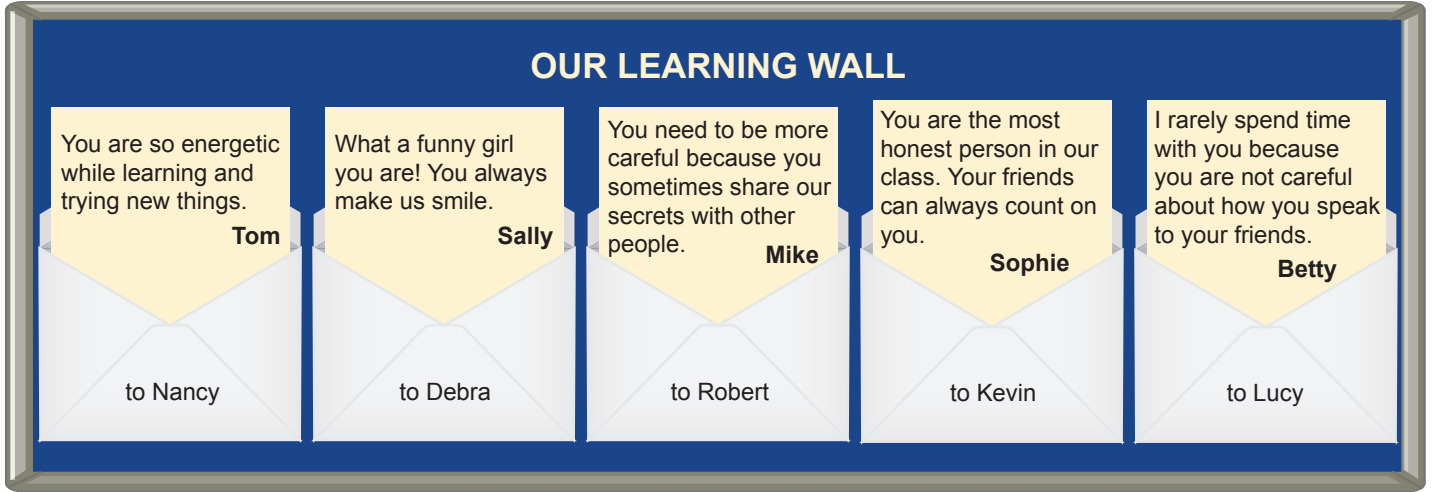 OUR LEARNING WALL
You are so energetic
while learning and
trying new things.
Tom
to Nancy
What a funny girl
you are! You always
make us smile.
Sally
to Debra
You need to be more
careful because you
sometimes share our
secrets with other
people.
Mike
to Robert
You are the most
honest person in our
class. Your friends
can always count on
you.
Sophie
to Kevin
I rarely spend time
with you because
you are not careful
about how you speak
to your friends.
Betty
to Lucy